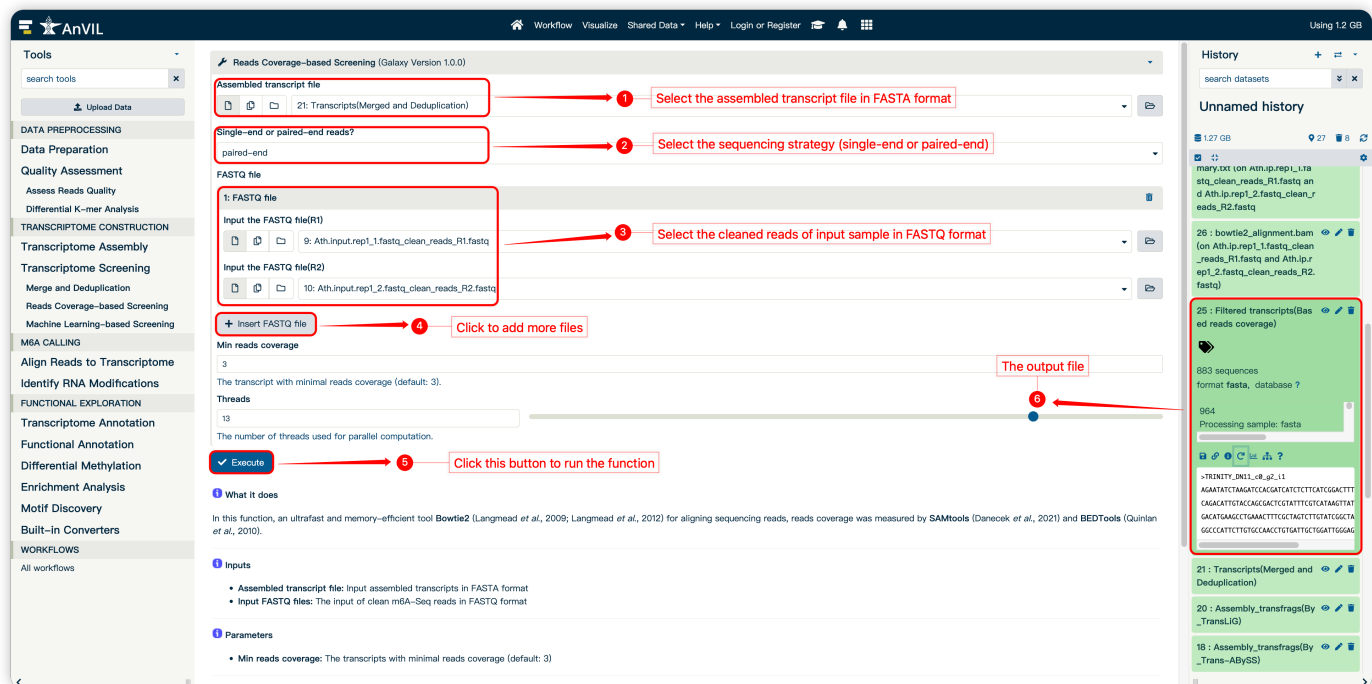 AnVIL
Workflow Visualize Shared Data Help Login or Register
Using 1.2 GB
Tools
search tools
Upload Data
DATA PREPROCESSING
Data Preparation
Quality Assessment
Assess Reads Quality
Differential K-mer Analysis
TRANSCRIPTOME CONSTRUCTION
Transcriptome Assembly
Transcriptome Screening
Merge and Deduplication
Reads Coverage-based Screening
Machine Learning-based Screening
M6A CALLING
Align Reads to Transcriptome
Identify RNA Modifications
FUNCTIONAL EXPLORATION
Transcriptome Annotation
Functional Annotation
Differential Methylation
Enrichment Analysis
Motif Discovery
Built-in Converters
WORKFLOWS
All workflows
Reads Coverage-based Screening (Galaxy Version 1.0.0)
Assembled transcript file
21: Transcripts(Merged and Deduplication)
1 Select the assembled transcript file in FASTA format
Single-end or paired-end reads?
paired-end
2 Select the sequencing strategy (single-end or paired-end)
FASTQ file
1: FASTQ file
Input the FASTQ file(R1)
9: Ath.input.rep1_1.fastq_clean_reads_R1.fastq
3 Select the cleaned reads of input sample in FASTQ format
Input the FASTQ file(R2)
10: Ath.input.rep1_2.fastq_clean_reads_R2.fastq
+ Insert FASTQ file
4 Click to add more files
Min reads coverage
3
The transcript with minimal reads coverage (default: 3).
The output file
6
Threads
13
The number of threads used for parallel computation.
Execute
5 Click this button to run the function
What it does
In this function, an ultrafast and memory-efficient tool Bowtie2 (Langmead et al., 2009; Langmead et al., 2012) for aligning sequencing reads, reads coverage was measured by SAMtools (Danecek et al., 2021) and BEDTools (Quinlan
et al., 2010).
Inputs
• Assembled transcript file: Input assembled transcripts in FASTA format
• Input FASTQ files: The input of clean m6A-Seq reads in FASTQ format
Parameters
• Min reads coverage: The transcripts with minimal reads coverage (default: 3)
History
search datasets
Unnamed history
1.27 GB 27 8
mary.txt (on Ath.ip.rep1_1.fa
stq_clean_reads_R1.fastq an
d Ath.ip.rep1_2.fastq_clean_r
eads_R2.fastq
26 : bowtie2_alignment.bam
(on Ath.ip.rep1_1.fastq_clean
_reads_R1.fastq and Ath.ip.r
ep1_2.fastq_clean_reads_R2.
fastq)
25 : Filtered transcripts(Bas
ed reads coverage)
883 sequences
format fasta, database ?
964
Processing sample: fasta
>TRINITY_DN11_c0_g2_i1
AGAATATCTAAGATCCACGATCATCTCTTCATCGGACTTT
CAGACATTGTACCAGCGACTCGTATTTCGTCATAAGTTAT
GACATGAAGCCTGAAACTTTCGCTAGTCTTGTATCGGCTA
GGCCCATTCTTGTGCCAACCTGTGATTGCTGGATTGGGAG
21 : Transcripts(Merged and
Deduplication)
20 : Assembly_transfrags(By
_TransLiG)
18 : Assembly_transfrags(By
_Trans-ABySS)